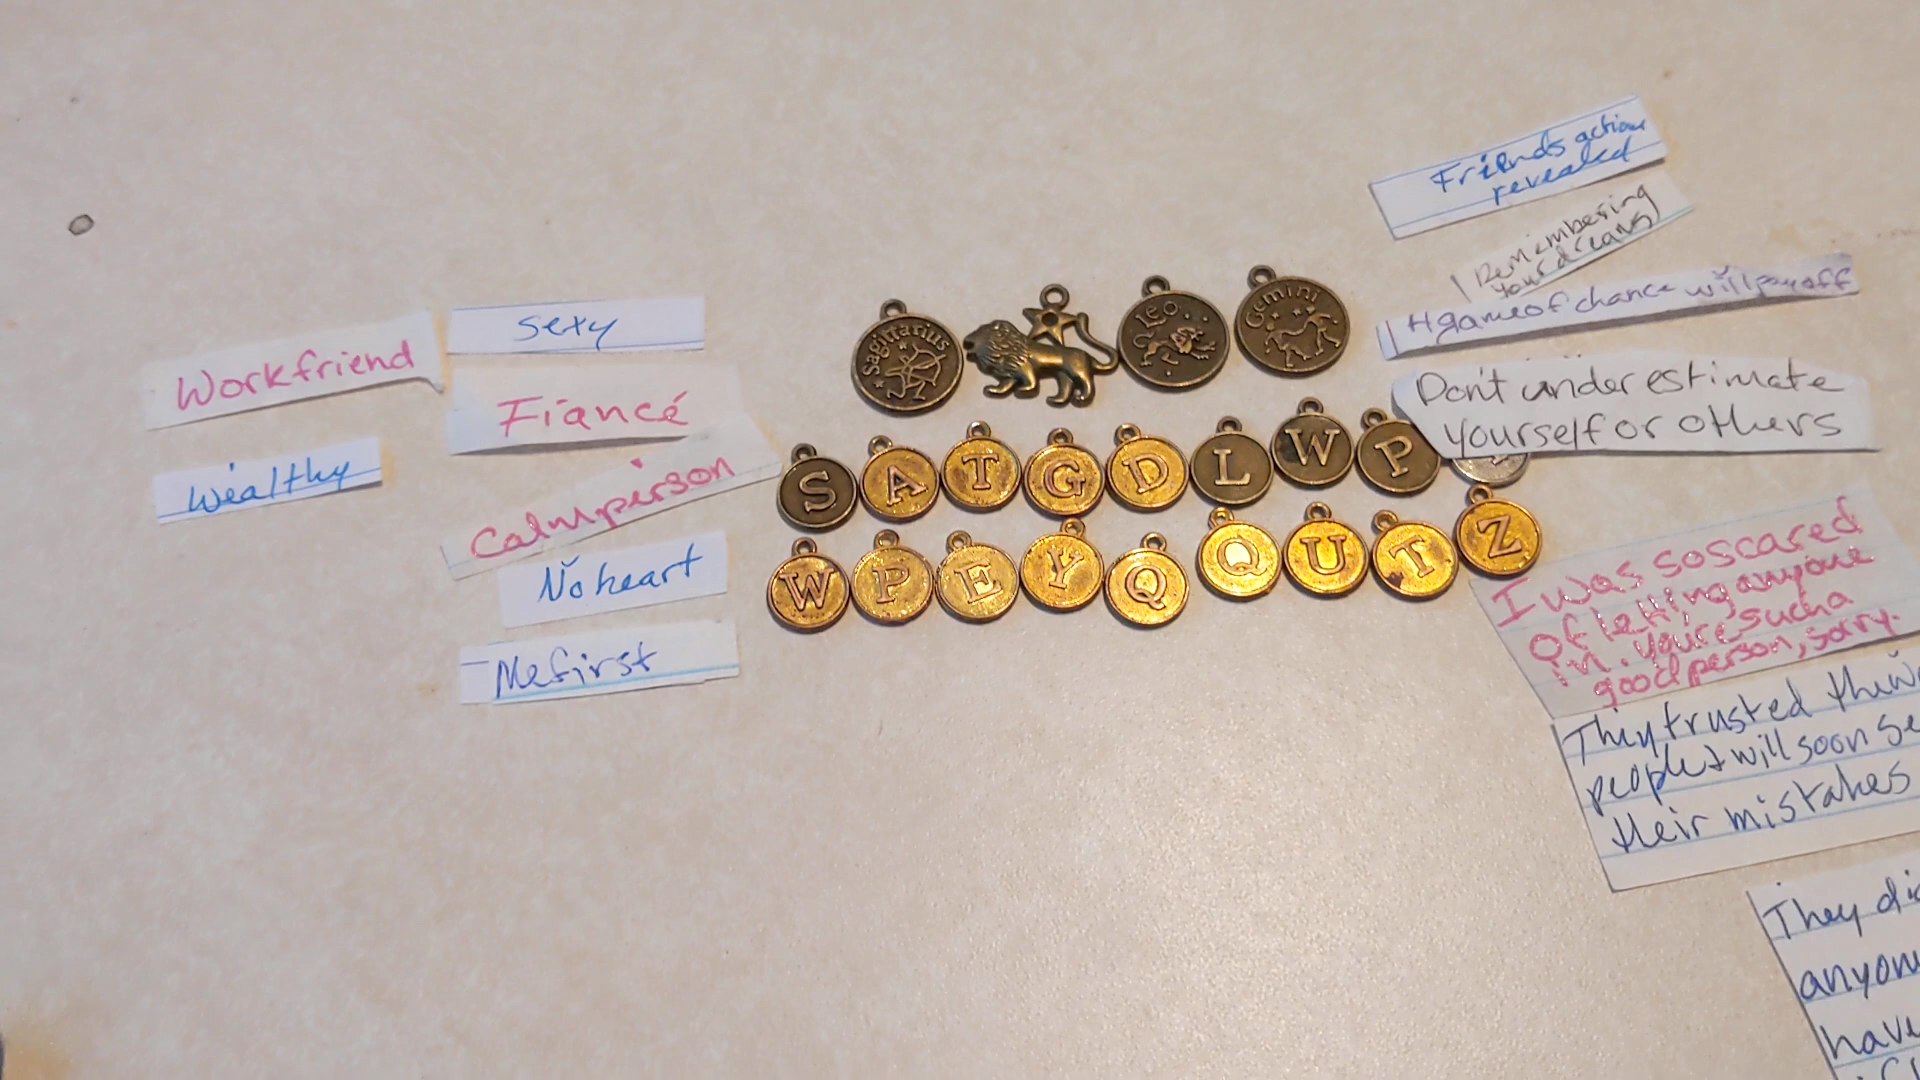 Workfriend
Wealthy
Sexy
Fiancé
Calmperson
No heart
Mefirst
Sagittarius
Leo
Gemini
S A T G D L W P
W P E Y Q Q U T Z
Friends action
revealed
Remembering
your dreams
A game of chance will pay off
Don't underestimate
yourself or others
I was so scared
of letting anyone
in. you're such a
good person, sorry.
They trusted the
people + will soon se
their mistakes
They di
anyon
have